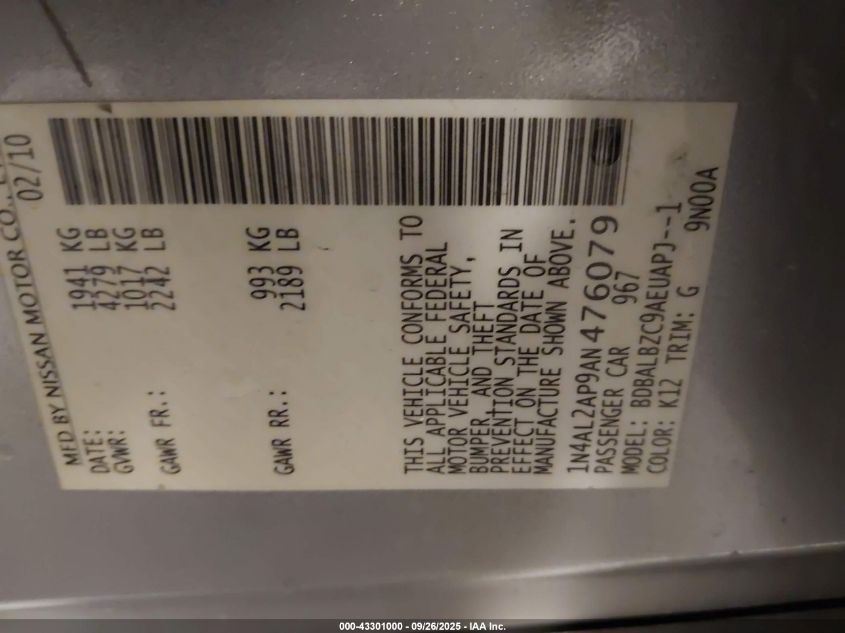 MFD BY NISSAN MOTOR CO.,
DATE: 02/10
GVWR: 1941 KG
4279 LB
GAWR FR.: 1017 KG
2242 LB
GAWR RR.: 993 KG
2189 LB
THIS VEHICLE CONFORMS TO
ALL APPLICABLE FEDERAL
MOTOR VEHICLE SAFETY,
BUMPER, AND THEFT
PREVENTION STANDARDS IN
EFFECT ON THE DATE OF
MANUFACTURE SHOWN ABOVE.
1N4AL2AP9AN476079
PASSENGER CAR 967
MODEL: BDBALBZC9AEUAPJ--1
COLOR: K12 TRIM: G 9N00A
000-43301000 - 09/26/2025 - IAA Inc.